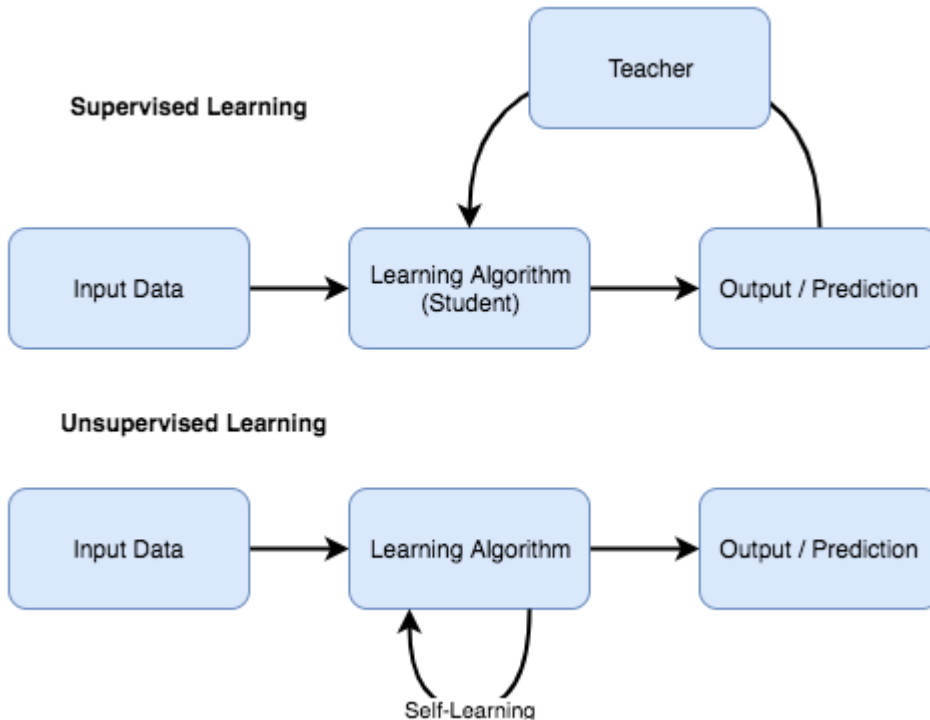 Teacher
Supervised Learning
Input Data
Learning Algorithm
(Student)
Output / Prediction
Unsupervised Learning
Input Data
Learning Algorithm
Output / Prediction
Self-Learning